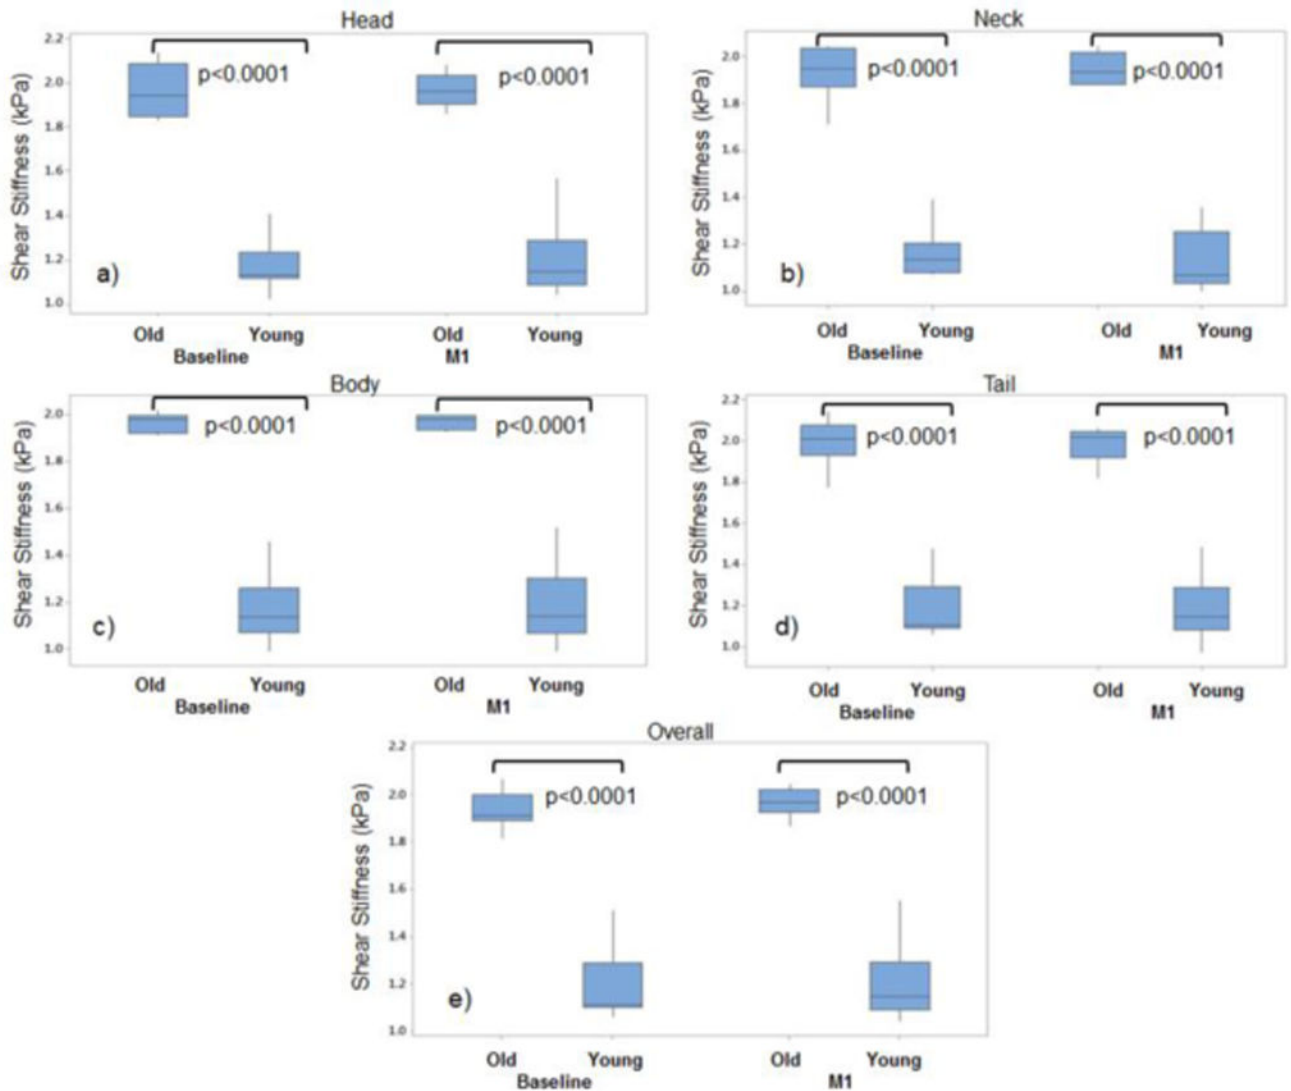 Head
Shear Stiffness (kPa)
2.2
2.0
1.8
1.6
1.4
1.2
1.0
p<0.0001
p<0.0001
a)
Old Young Old Young
Baseline M1
Neck
Shear Stiffness (kPa)
2.0
1.8
1.6
1.4
1.2
1.0
p<0.0001
p<0.0001
b)
Old Young Old Young
Baseline M1
Body
Shear Stiffness (kPa)
2.0
1.8
1.6
1.4
1.2
1.0
p<0.0001
p<0.0001
c)
Old Young Old Young
Baseline M1
Tail
Shear Stiffness (kPa)
2.2
2.0
1.8
1.6
1.4
1.2
1.0
p<0.0001
p<0.0001
d)
Old Young Old Young
Baseline M1
Overall
Shear Stiffness (kPa)
2.2
2.0
1.8
1.6
1.4
1.2
1.0
p<0.0001
p<0.0001
e)
Old Young Old Young
Baseline M1